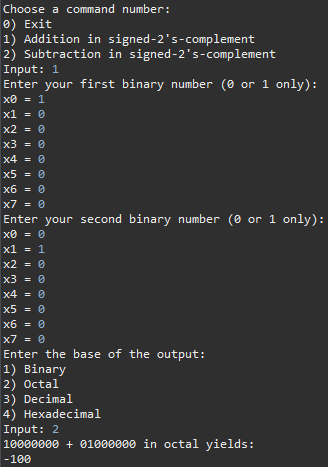 Choose a command number:
0) Exit
1) Addition in signed-2's-complement
2) Subtraction in signed-2's-complement
Input: 1
Enter your first binary number (0 or 1 only):
x0 = 1
x1 = 0
x2 = 0
x3 = 0
x4 = 0
x5 = 0
x6 = 0
x7 = 0
Enter your second binary number (0 or 1 only):
x0 = 0
x1 = 1
x2 = 0
x3 = 0
x4 = 0
x5 = 0
x6 = 0
x7 = 0
Enter the base of the output:
1) Binary
2) Octal
3) Decimal
4) Hexadecimal
Input: 2
10000000 + 01000000 in octal yields:
-100